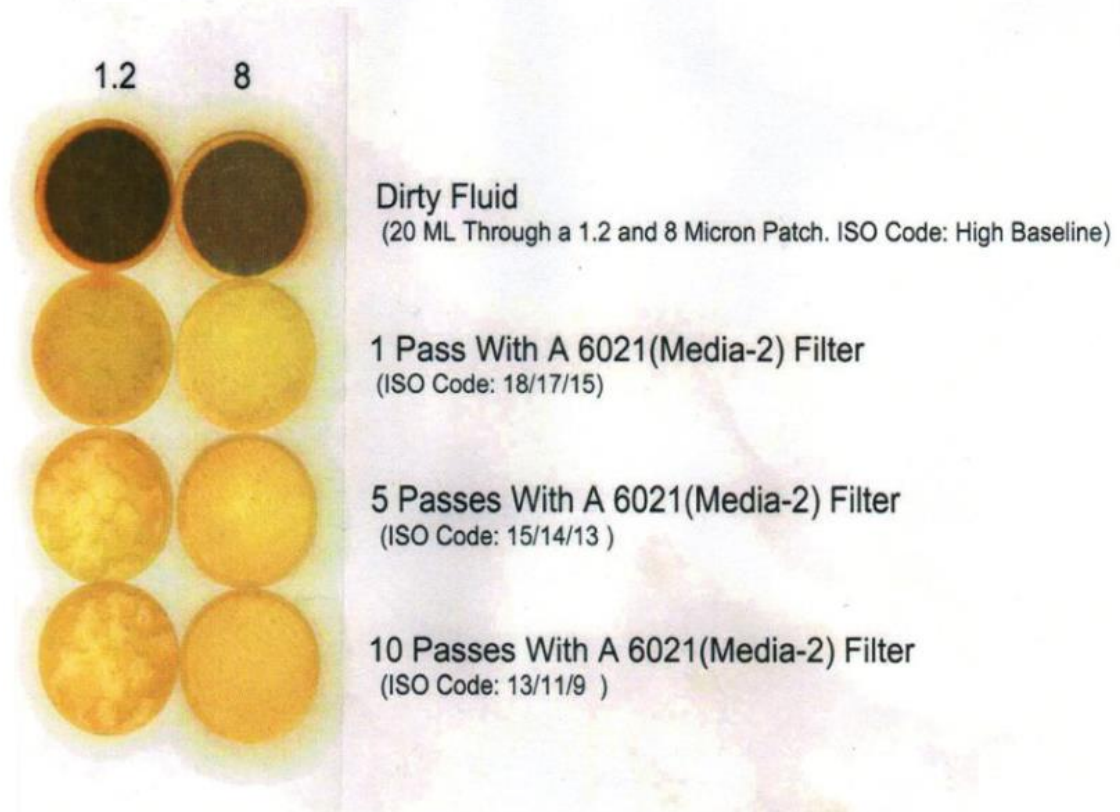 1.2 8
Dirty Fluid
(20 ML Through a 1.2 and 8 Micron Patch. ISO Code: High Baseline)
1 Pass With A 6021(Media-2) Filter
(ISO Code: 18/17/15)
5 Passes With A 6021(Media-2) Filter
(ISO Code: 15/14/13 )
10 Passes With A 6021(Media-2) Filter
(ISO Code: 13/11/9 )